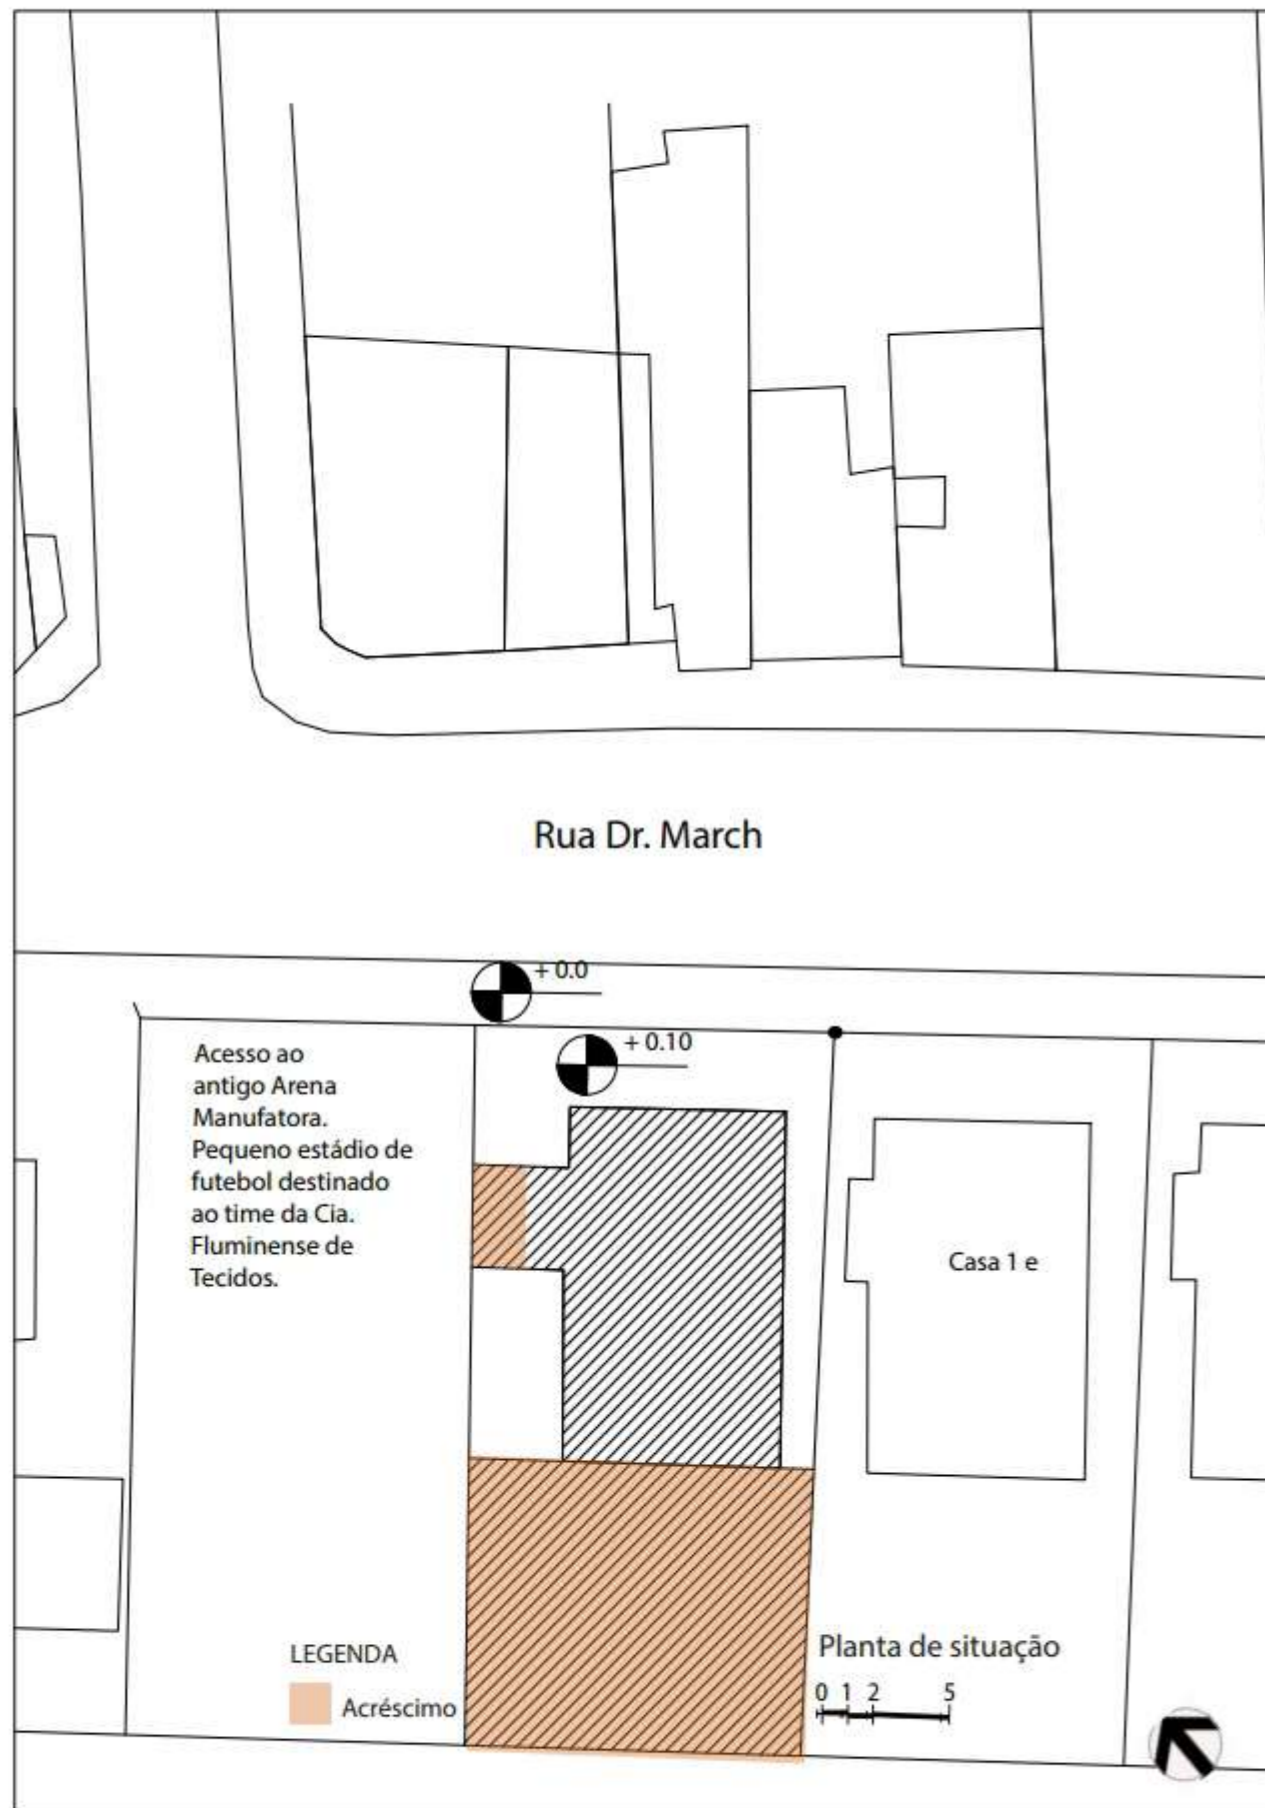 Rua Dr. March
+ 0.0
+ 0.10
Acesso ao
antigo Arena
Manufatora.
Pequeno estádio de
futebol destinado
ao time da Cia.
Fluminense de
Tecidos.
Casa 1 e
LEGENDA
Acréscimo
Planta de situação
0 1 2 5